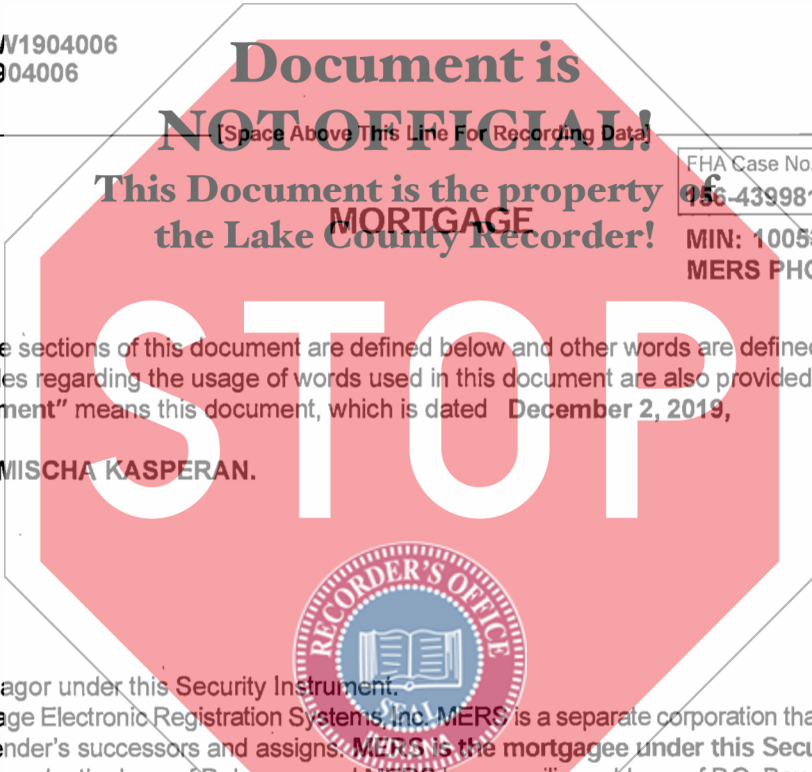 W1904006
904006
Document is
NOT OFFICIAL!
[Space Above This Line For Recording Data]
FHA Case No.
This Document is the property of
156-439981
MORTGAGE
the Lake County Recorder!
MIN: 1005
MERS PHO
STOP
e sections of this document are defined below and other words are define
les regarding the usage of words used in this document are also provided
ment” means this document, which is dated December 2, 2019,
MISCHA KASPERAN.
RECORDER'S OFFICE
SEAL
agor under this Security Instrument.
age Electronic Registration Systems, Inc. MERS is a separate corporation tha
nder's successors and assigns. MERS is the mortgagee under this Secu